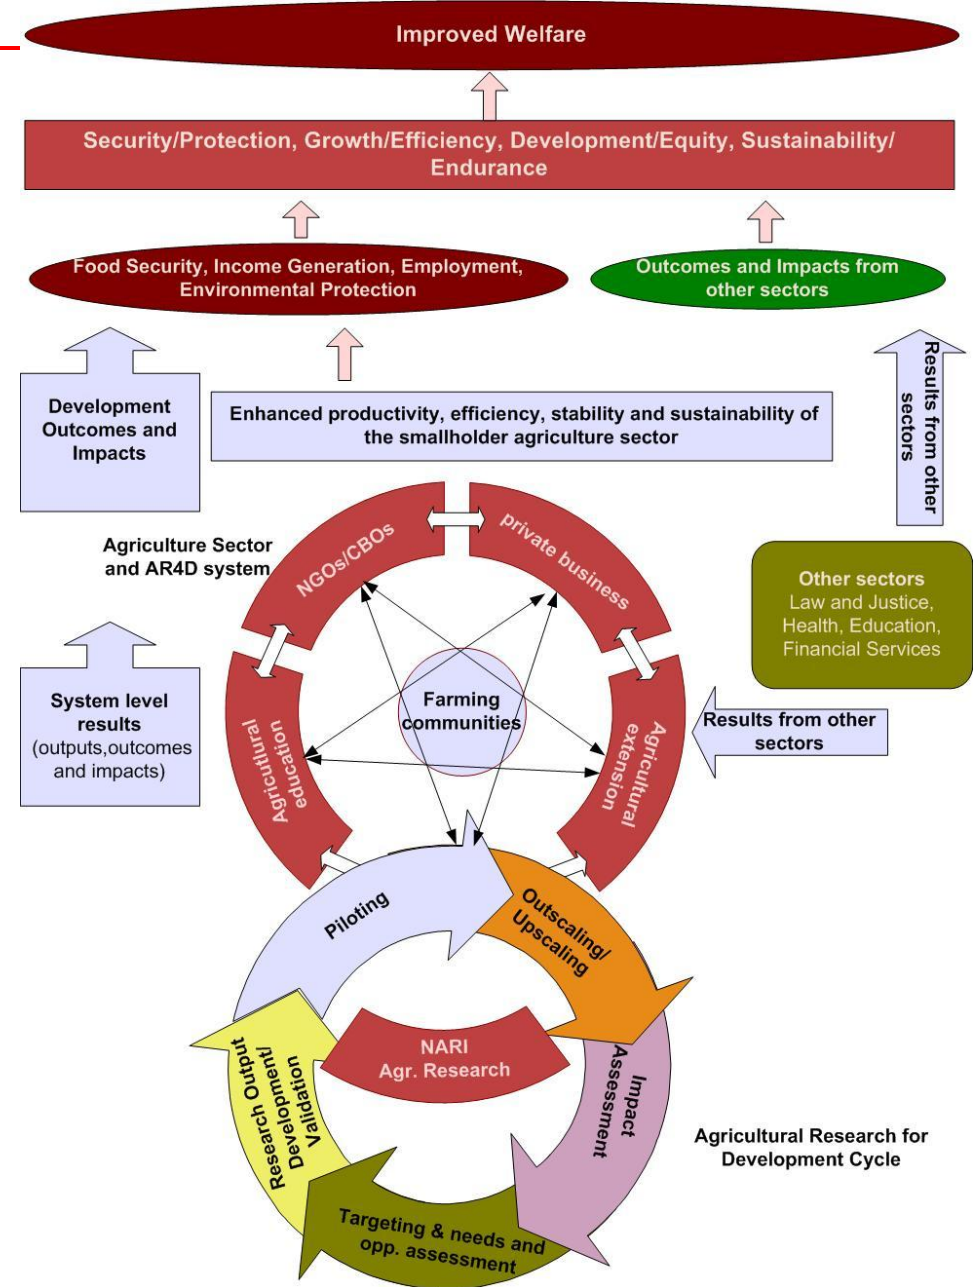 Improved Welfare
Security/Protection, Growth/Efficiency, Development/Equity, Sustainability/
Endurance
Food Security, Income Generation, Employment,
Environmental Protection
Outcomes and Impacts from
other sectors
Development
Outcomes and
Impacts
Enhanced productivity, efficiency, stability and sustainability of
the smallholder agriculture sector
Results from other
sectors
Agriculture Sector
and AR4D system
NGOs/CBOs
private business
Other sectors
Law and Justice,
Health, Education,
Financial Services
System level
results
(outputs,outcomes
and impacts)
Agricutural
education
Farming
communities
Agricultural
extension
Results from other
sectors
Piloting
Outscaling/
Upscaling
NARI
Agr. Research
Research Output
Development/
Validation
Impact
Assessment
Targeting & needs and
opp. assessment
Agricultural Research for
Development Cycle